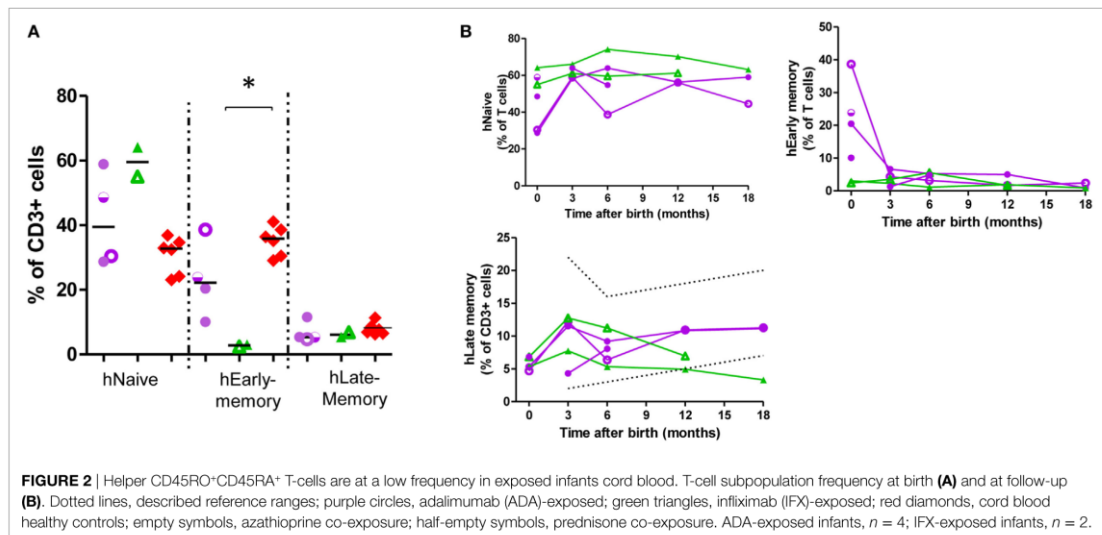 A
*
80
60
40
20
0
% of CD3+ cells
hNaive
hEarly-
memory
hLate-
Memory
B
80
60
40
20
0
hNaive
(% of T cells)
0 3 6 9 12 15 18
Time after birth (months)
50
40
30
20
10
0
hEarly memory
(% of T cells)
0 3 6 9 12 15 18
Time after birth (months)
25
20
15
10
5
0
hLate memory
(% of CD3+ cells)
0 3 6 9 12 15 18
Time after birth (months)
FIGURE 2 | Helper CD45RO⁺CD45RA⁺ T-cells are at a low frequency in exposed infants cord blood. T-cell subpopulation frequency at birth (A) and at follow-up
(B). Dotted lines, described reference ranges; purple circles, adalimumab (ADA)-exposed; green triangles, infliximab (IFX)-exposed; red diamonds, cord blood
healthy controls; empty symbols, azathioprine co-exposure; half-empty symbols, prednisone co-exposure. ADA-exposed infants, n = 4; IFX-exposed infants, n = 2.